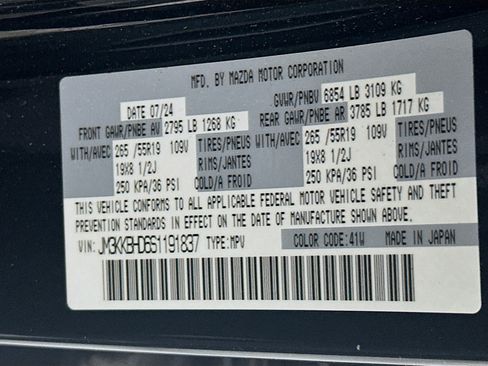 MFD. BY MAZDA MOTOR CORPORATION
DATE 07/24 GVWR/PNBV 6854 LB 3109 KG
FRONT GAWR/PNBE AV 2795 LB 1268 KG REAR GAWR/PNBE AR 3785 LB 1717 KG
WITH/AVEC 265 /55R19 109V TIRES/PNEUS WITH/AVEC 265 /55R19 109V TIRES/PNEUS
19X8 1/2J RIMS/JANTES 19X8 1/2J RIMS/JANTES
250 KPA/36 PSI COLD/A FROID 250 KPA/36 PSI COLD/A FROID
THIS VEHICLE CONFORMS TO ALL APPLICABLE FEDERAL MOTOR VEHICLE SAFETY AND THEFT
PREVENTION STANDARDS IN EFFECT ON THE DATE OF MANUFACTURE SHOWN ABOVE.
VIN: JM3KKBHD6S1191837 TYPE:MPV COLOR CODE:41W MADE IN JAPAN